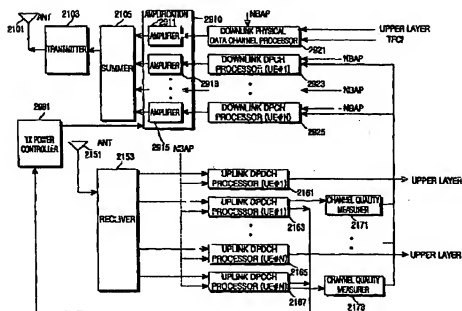 ANT
2101
2103
TRANSMITTER
2105
SUMMER
AMPLIFICATION
2910
2911
AMPLIFIER
2913
AMPLIFIER
AMPLIFIER
2915
NBAP
DOWNLINK PHYSICAL
DATA CHANNEL PROCESSOR
2921
UPPER LAYER
TFCI
DOWNLINK DPCH
PROCESSOR (UE#1)
2923
NBAP
NBAP
DOWNLINK DPCH
PROCESSOR (UE#N)
2925
NBAP
2931
TX POWER
CONTROLLER
ANT
2151
2153
NBAP
RECEIVER
UPLINK DPDCH
PROCESSOR (UE#1)
2161
UPPER LAYER
UPLINK DPCCH
PROCESSOR (UE#1)
2163
CHANNEL QUALITY
MEASURER
2171
UPLINK DPDCH
PROCESSOR (UE#N)
2165
UPPER LAYER
UPLINK DPCCH
PROCESSOR (UE#N)
2167
CHANNEL QUALITY
MEASURER
2173